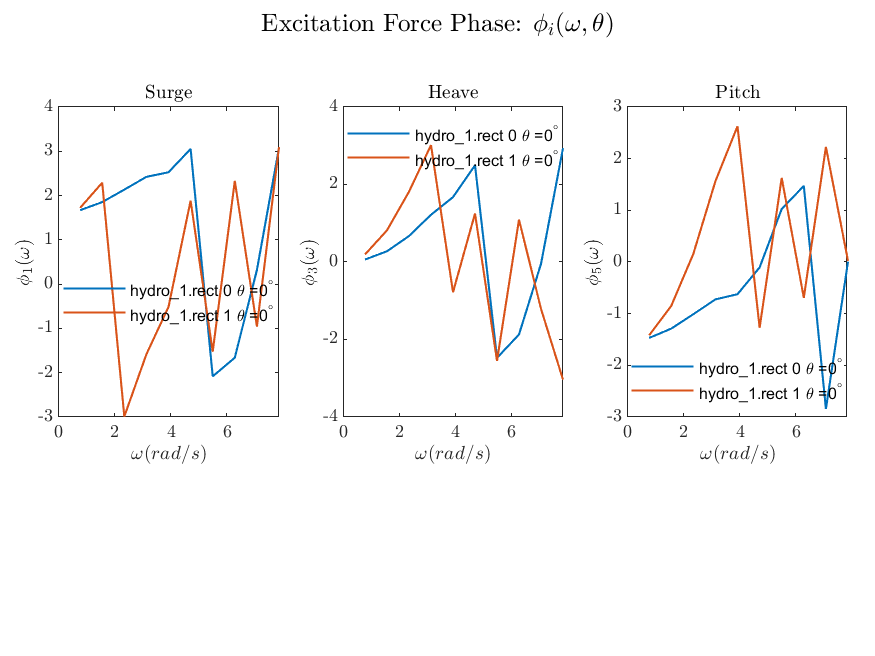 Excitation Force Phase: ϕᵢ(ω, θ)
Surge
4
3
2
1
0
-1
-2
-3
ϕ₁(ω)
hydro_1.rect 0 θ =0°
hydro_1.rect 1 θ =0°
0 2 4 6
ω(rad/s)
Heave
4
2
0
-2
-4
ϕ₃(ω)
hydro_1.rect 0 θ =0°
hydro_1.rect 1 θ =0°
0 2 4 6
ω(rad/s)
Pitch
3
2
1
0
-1
-2
-3
ϕ₅(ω)
hydro_1.rect 0 θ =0°
hydro_1.rect 1 θ =0°
0 2 4 6
ω(rad/s)